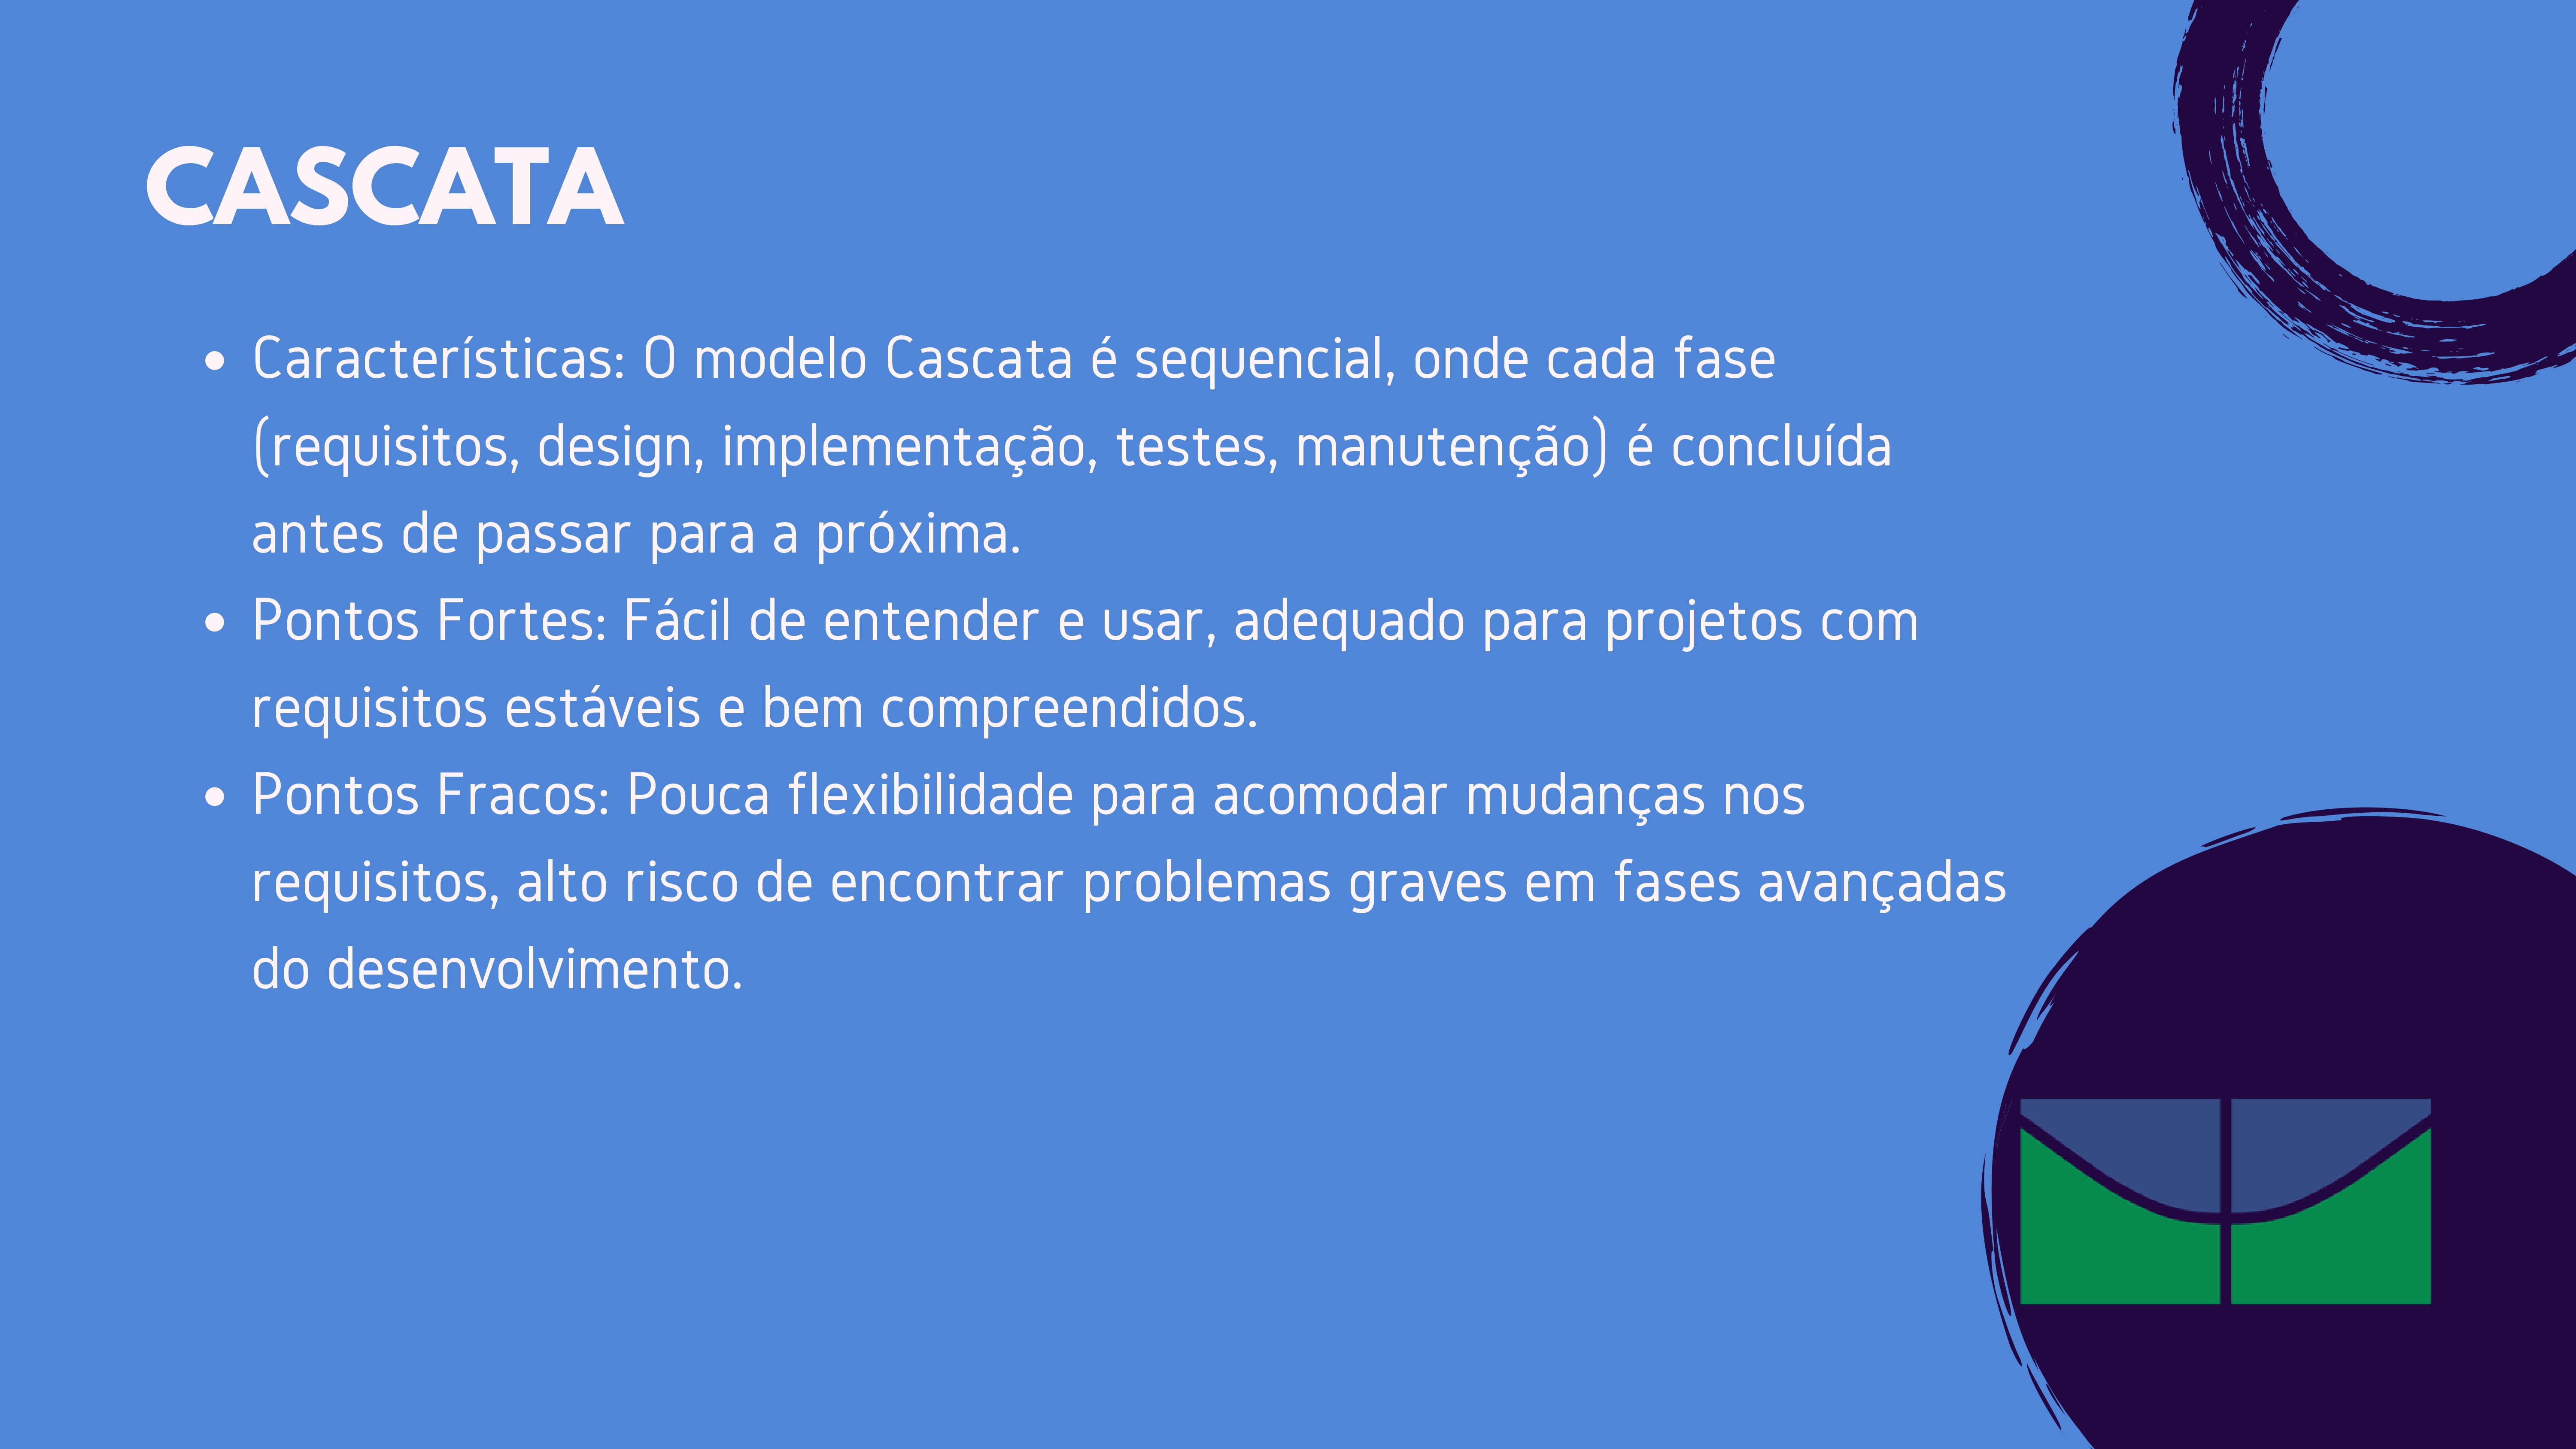 CASCATA
• Características: O modelo Cascata é sequencial, onde cada fase
(requisitos, design, implementação, testes, manutenção) é concluída
antes de passar para a próxima.
• Pontos Fortes: Fácil de entender e usar, adequado para projetos com
requisitos estáveis e bem compreendidos.
• Pontos Fracos: Pouca flexibilidade para acomodar mudanças nos
requisitos, alto risco de encontrar problemas graves em fases avançadas
do desenvolvimento.